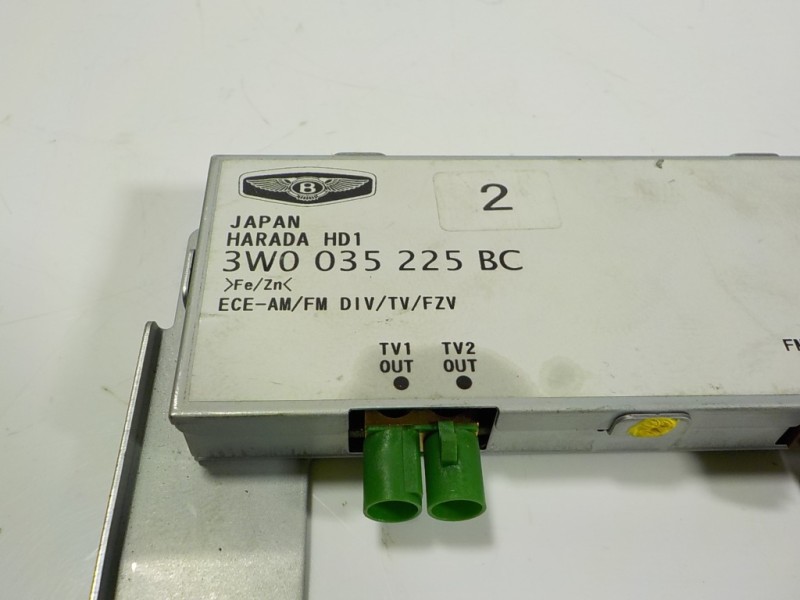 B
2
JAPAN
HARADA HD1
3W0 035 225 BC
>Fe/Zn<
ECE-AM/FM DIV/TV/FZV
TV1 TV2
OUT OUT